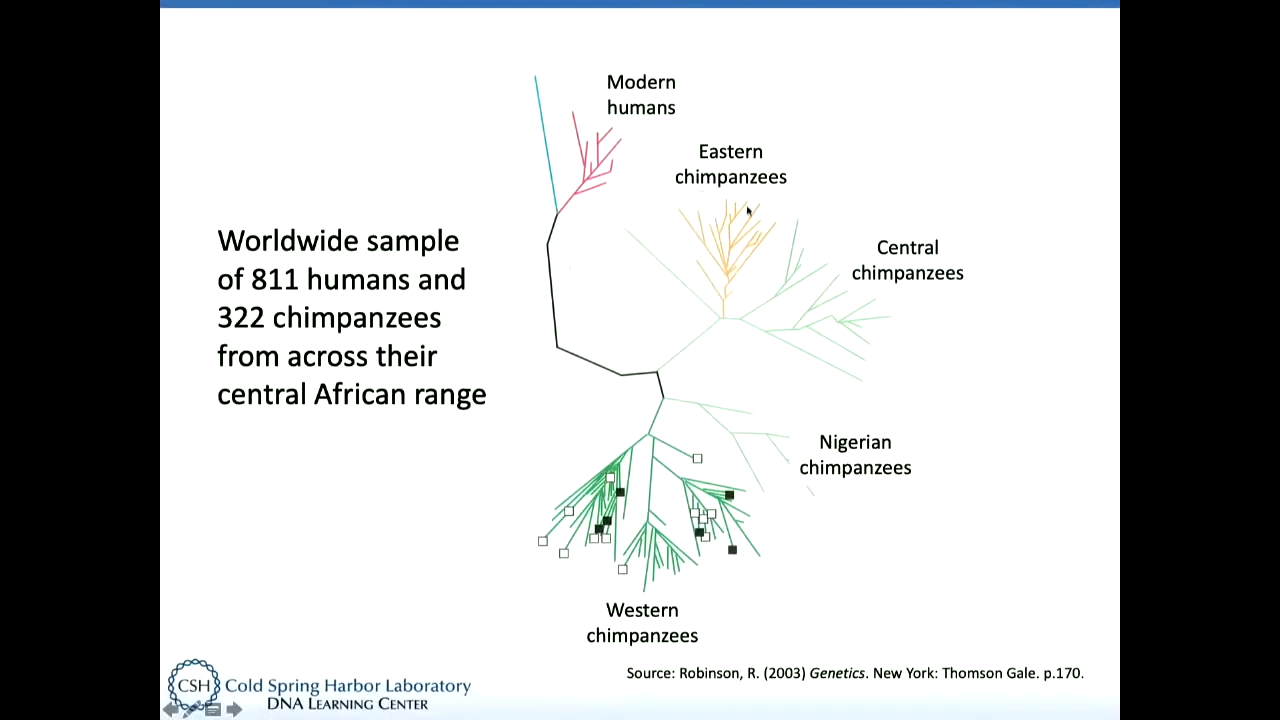 Modern
humans
Eastern
chimpanzees
Central
chimpanzees
Worldwide sample
of 811 humans and
322 chimpanzees
from across their
central African range
Nigerian
chimpanzees
Western
chimpanzees
Source: Robinson, R. (2003) Genetics. New York: Thomson Gale. p.170.
CSH Cold Spring Harbor Laboratory
DNA LEARNING CENTER